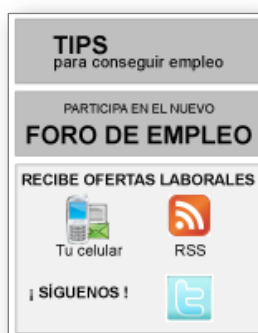 TIPS
para conseguir empleo
PARTICIPA EN EL NUEVO
FORO DE EMPLEO
RECIBE OFERTAS LABORALES
Tu celular RSS
¡ SÍGUENOS !